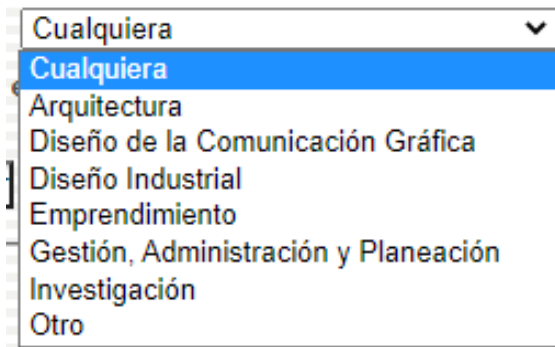 Cualquiera
Cualquiera
Arquitectura
Diseño de la Comunicación Gráfica
Diseño Industrial
Emprendimiento
Gestión, Administración y Planeación
Investigación
Otro